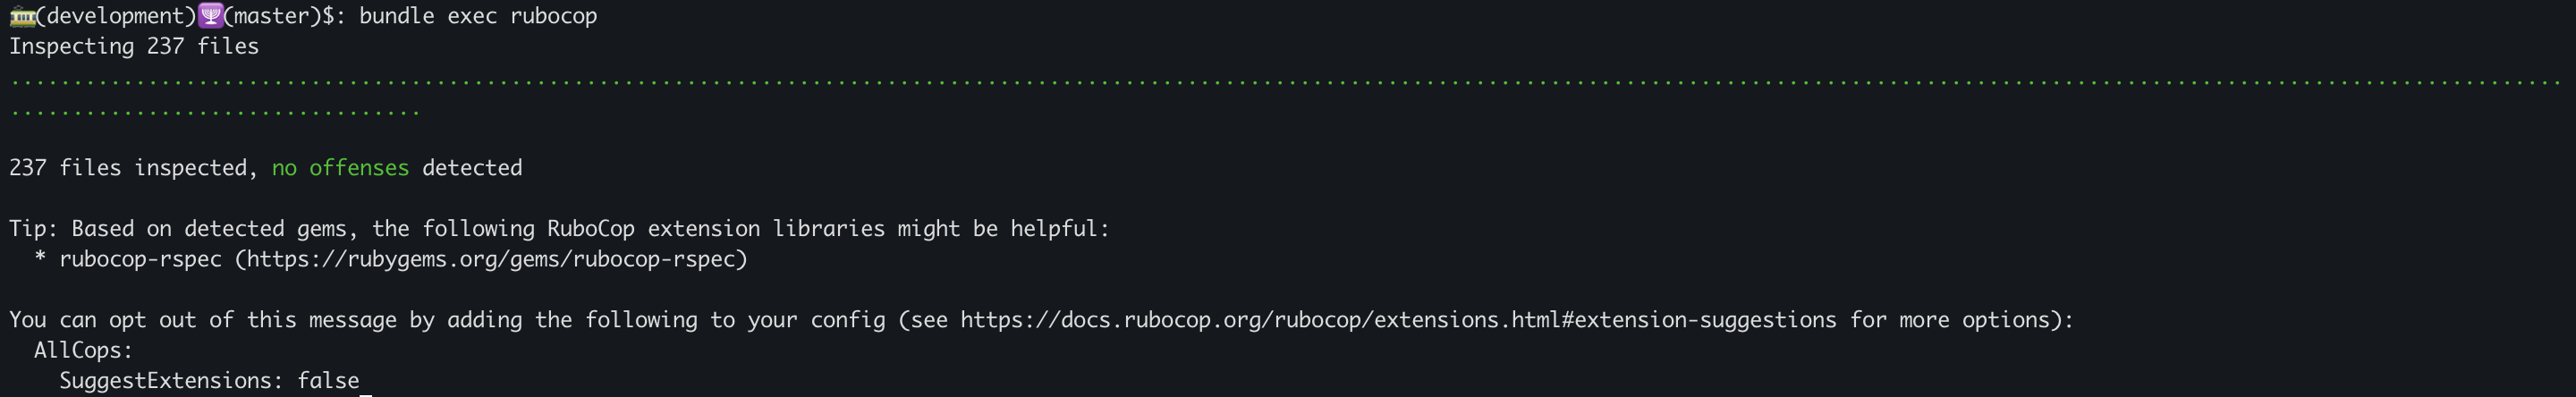 🚋(development)🕎(master)$: bundle exec rubocop
Inspecting 237 files
............................................................................................................................................................................................................
.................................
237 files inspected, no offenses detected
Tip: Based on detected gems, the following RuboCop extension libraries might be helpful:
* rubocop-rspec (https://rubygems.org/gems/rubocop-rspec)
You can opt out of this message by adding the following to your config (see https://docs.rubocop.org/rubocop/extensions.html#extension-suggestions for more options):
AllCops:
SuggestExtensions: false